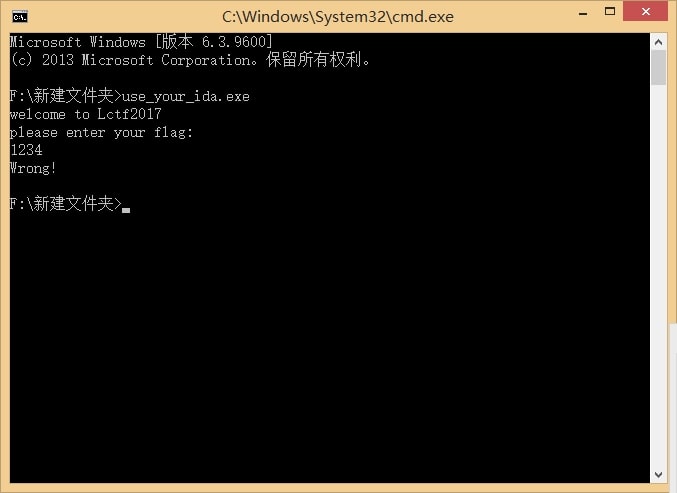 C:\Windows\System32\cmd.exe
Microsoft Windows [版本 6.3.9600]
(c) 2013 Microsoft Corporation。保留所有权利。
F:\新建文件夹>use_your_ida.exe
welcome to Lctf2017
please enter your flag:
1234
Wrong!
F:\新建文件夹>